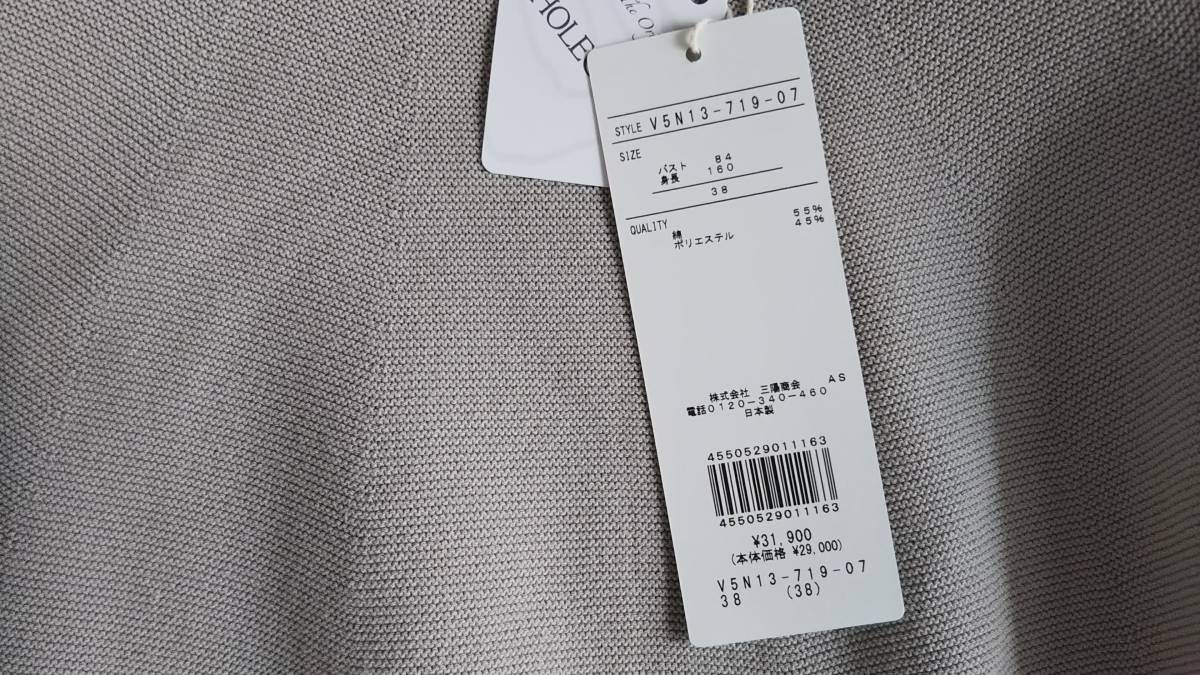 The
HOLE
STYLE V5N13-719-07
SIZE
バスト 84
身長 160
38
QUALITY
綿 55%
ポリエステル 45%
株式会社 三陽商会 AS
電話0120-340-460
日本製
4550529011163
4550529011163
¥31,900
(本体価格 ¥29,000)
V5N13-719-07
38 (38)